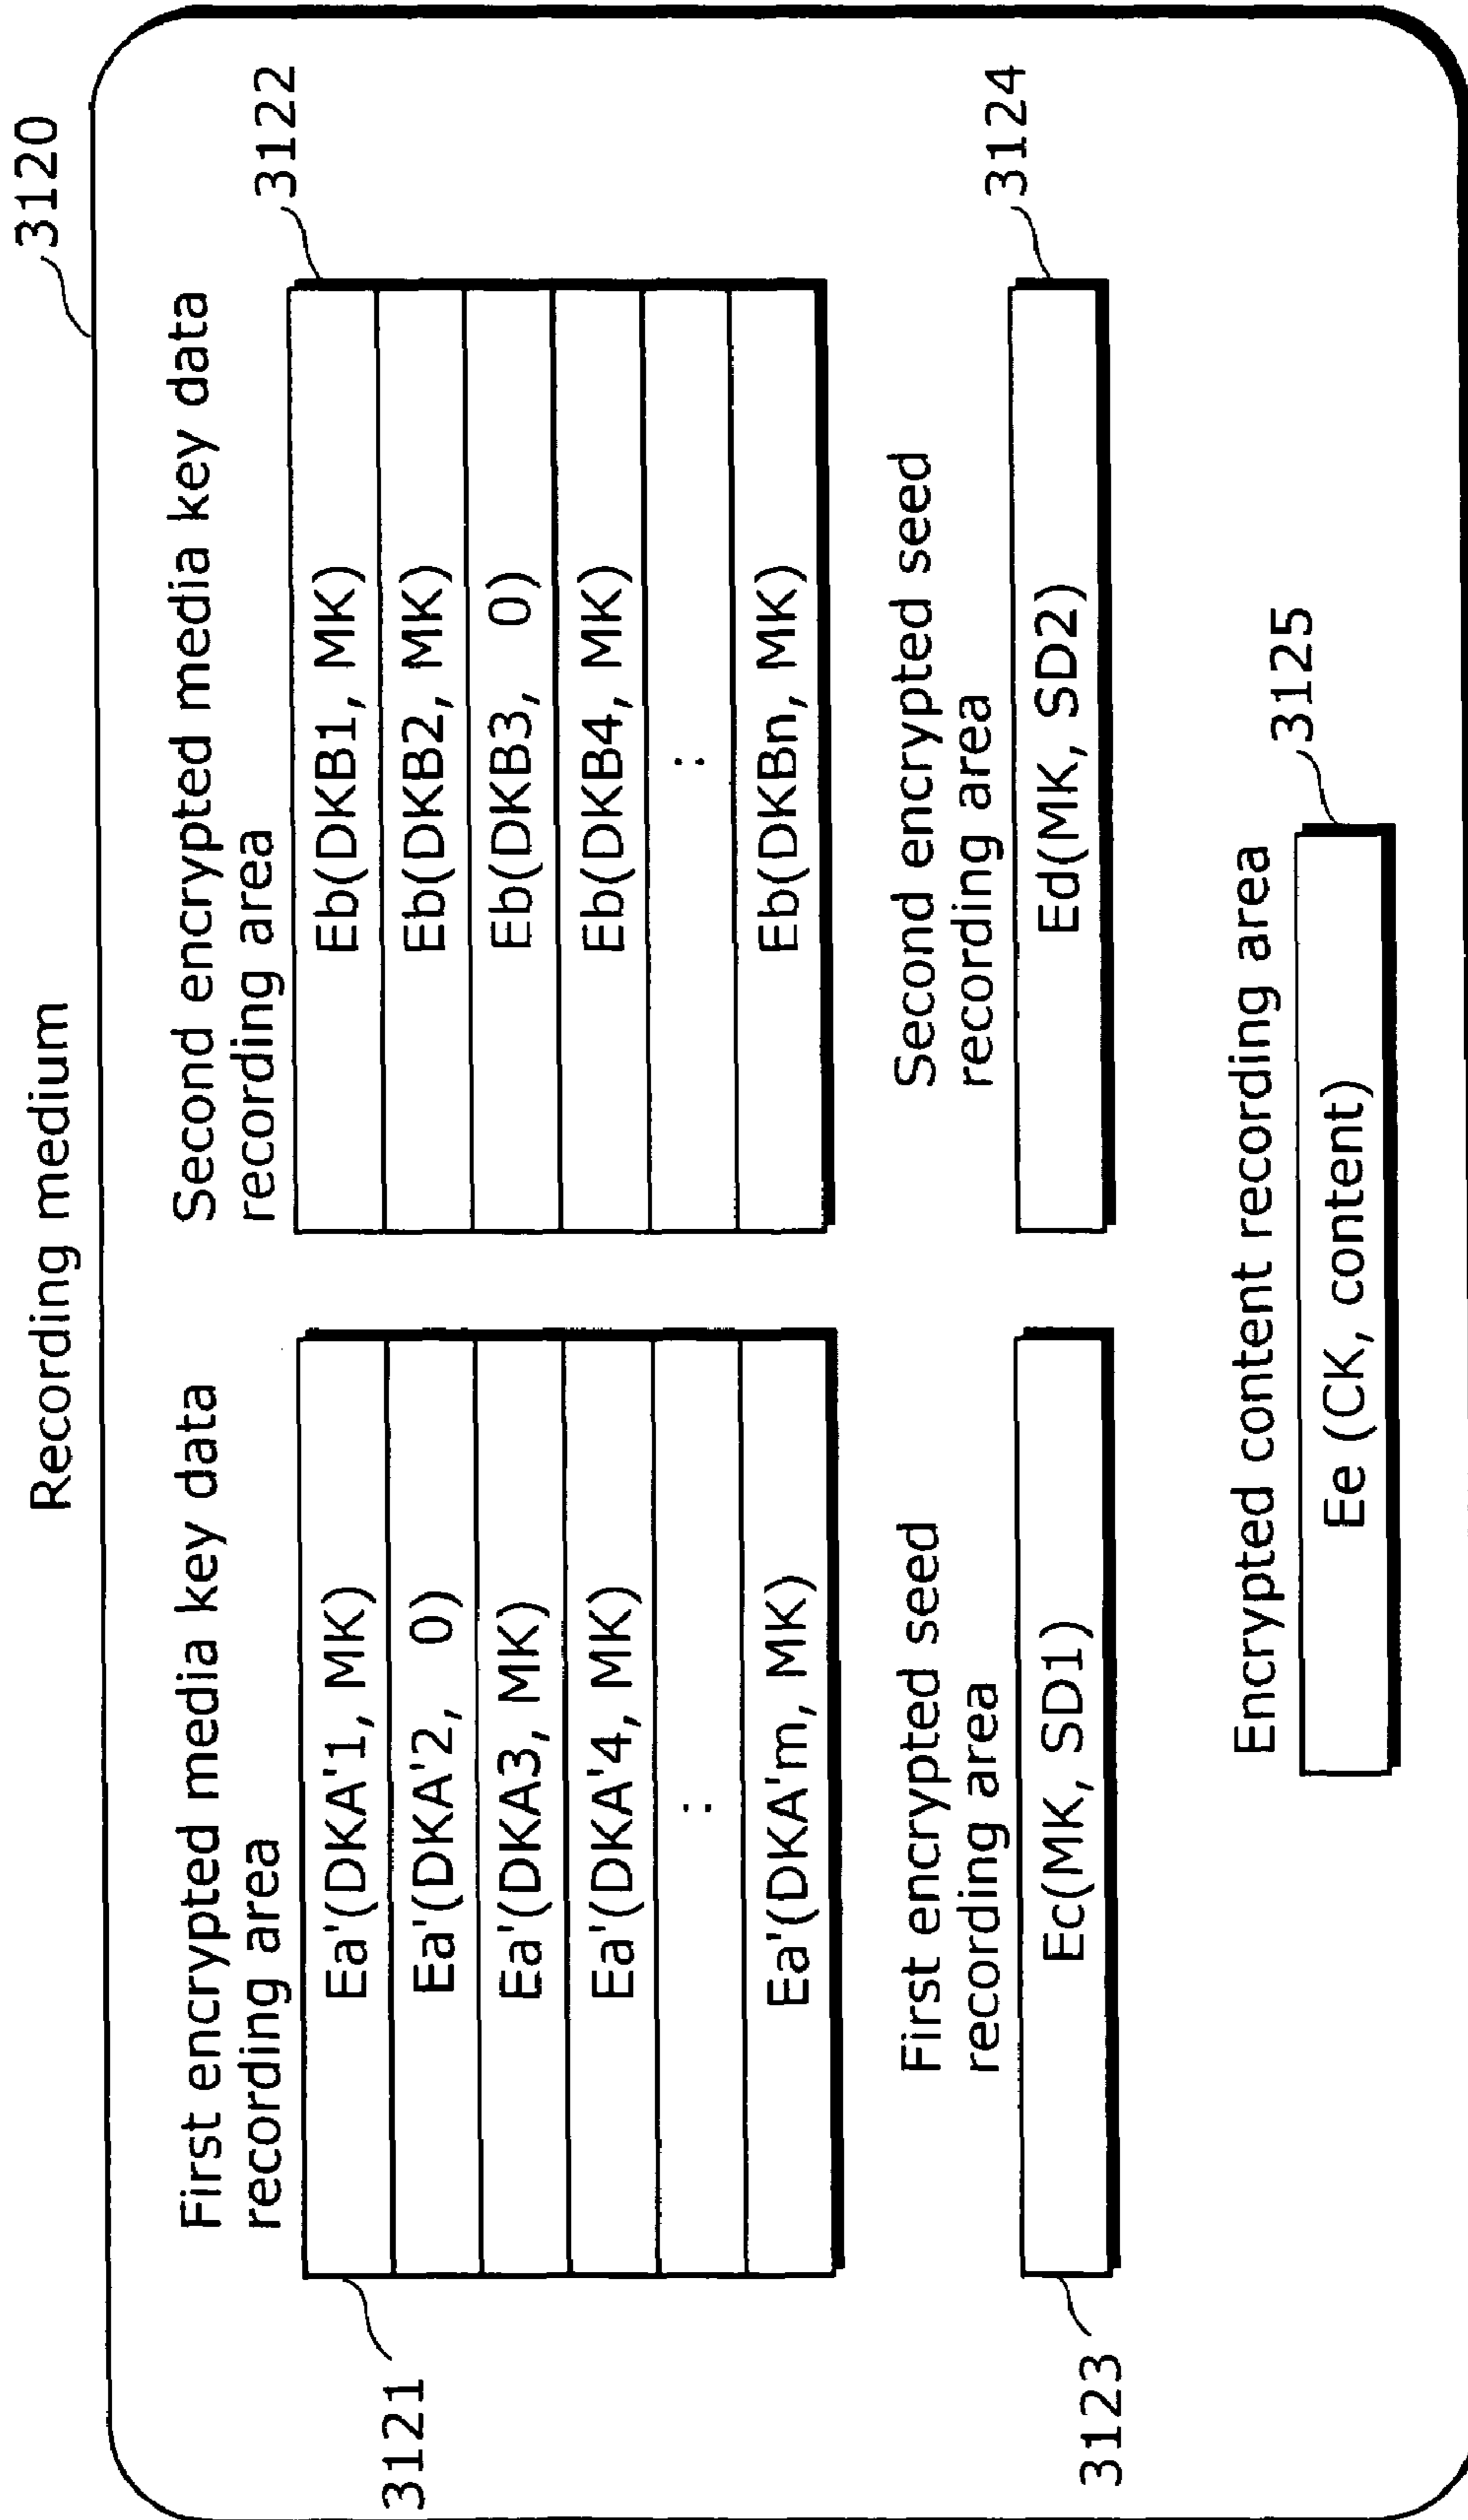 Recording medium
3120
First encrypted media key data
recording area
3121
Ea'(DKA'1, MK)
Ea'(DKA'2, 0)
Ea'(DKA3, MK)
Ea'(DKA'4, MK)
:
Ea'(DKA'm, MK)
Second encrypted media key data
recording area
3122
Eb(DKB1, MK)
Eb(DKB2, MK)
Eb(DKB3, 0)
Eb(DKB4, MK)
:
Eb(DKBn, MK)
First encrypted seed
recording area
3123
Ec(MK, SD1)
Second encrypted seed
recording area
3124
Ed(MK, SD2)
Encrypted content recording area
3125
Ee (CK, content)